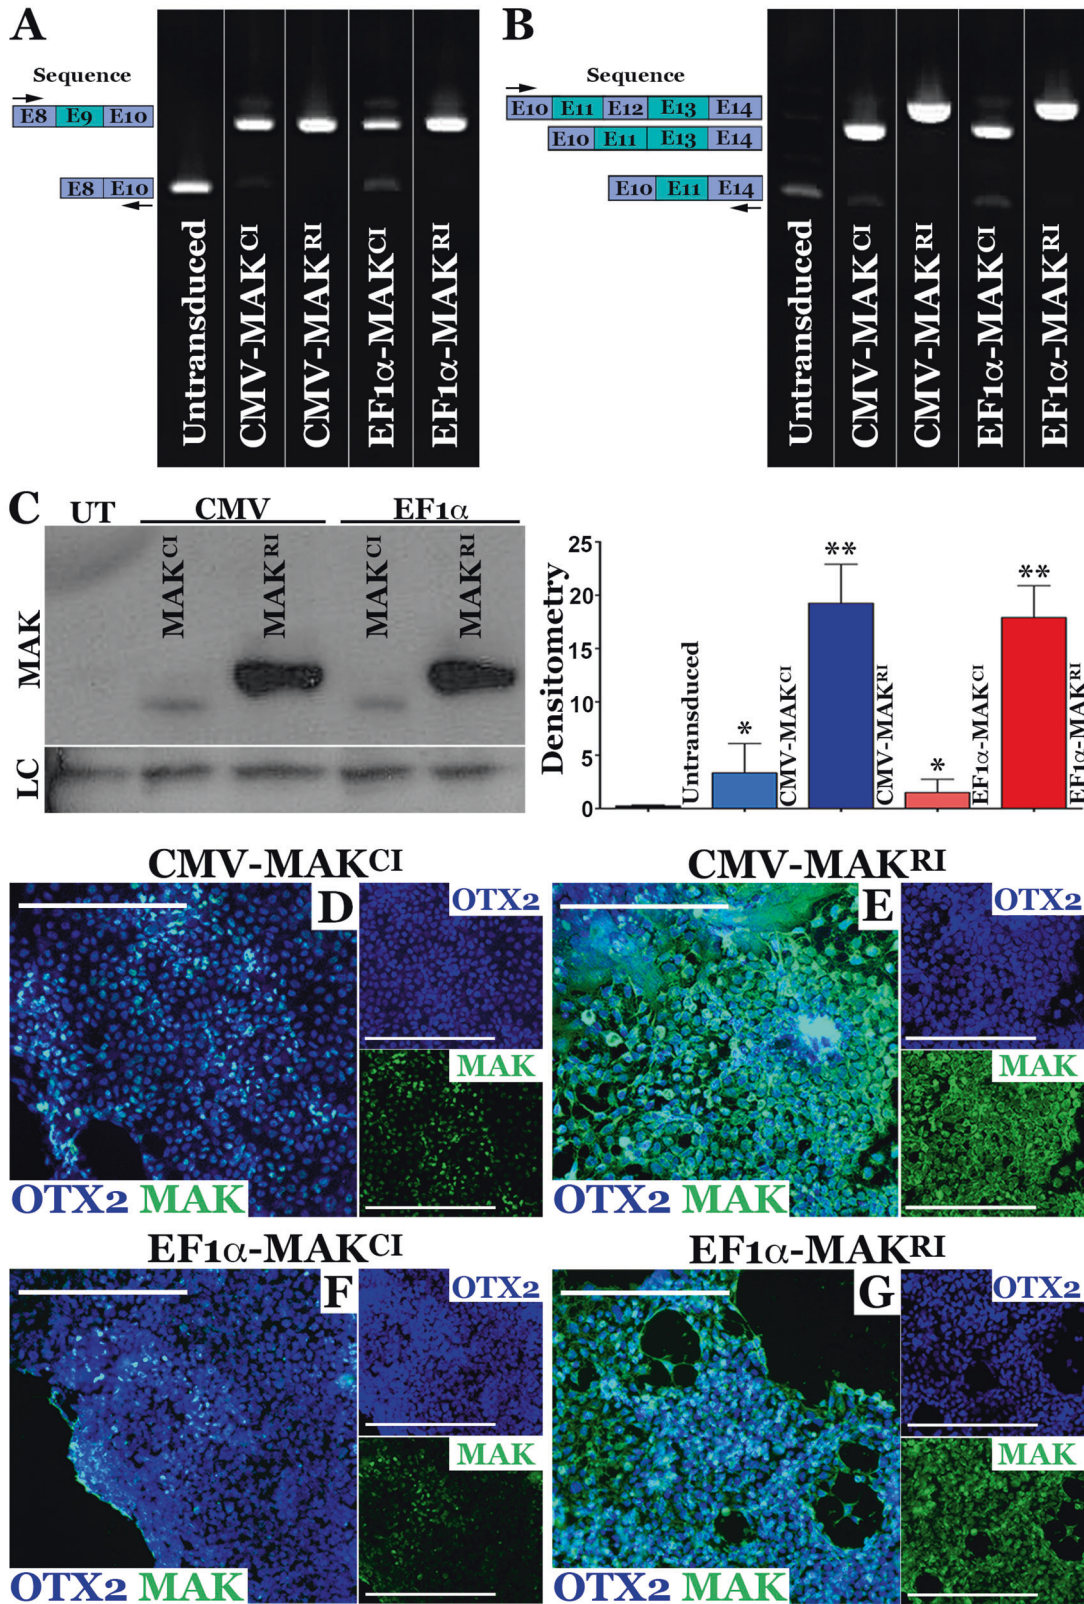 A
Sequence
E8 E9 E10
E8 E10
Untransduced
CMV-MAKCI
CMV-MAKRI
EF1α-MAKCI
EF1α-MAKRI
B
Sequence
E10 E11 E12 E13 E14
E10 E11 E13 E14
E10 E11 E14
Untransduced
CMV-MAKCI
CMV-MAKRI
EF1α-MAKCI
EF1α-MAKRI
C
UT CMV EF1α
MAKCI
MAKRI
MAKCI
MAKRI
MAK
LC
Densitometry
25
20
15
10
5
0
* ** * **
Untransduced
CMV-MAKCI
CMV-MAKRI
EF1α-MAKCI
EF1α-MAKRI
CMV-MAKCI
D
OTX2
MAK
OTX2 MAK
CMV-MAKRI
E
OTX2
MAK
OTX2 MAK
EF1α-MAKCI
F
OTX2
MAK
OTX2 MAK
EF1α-MAKRI
G
OTX2
MAK
OTX2 MAK